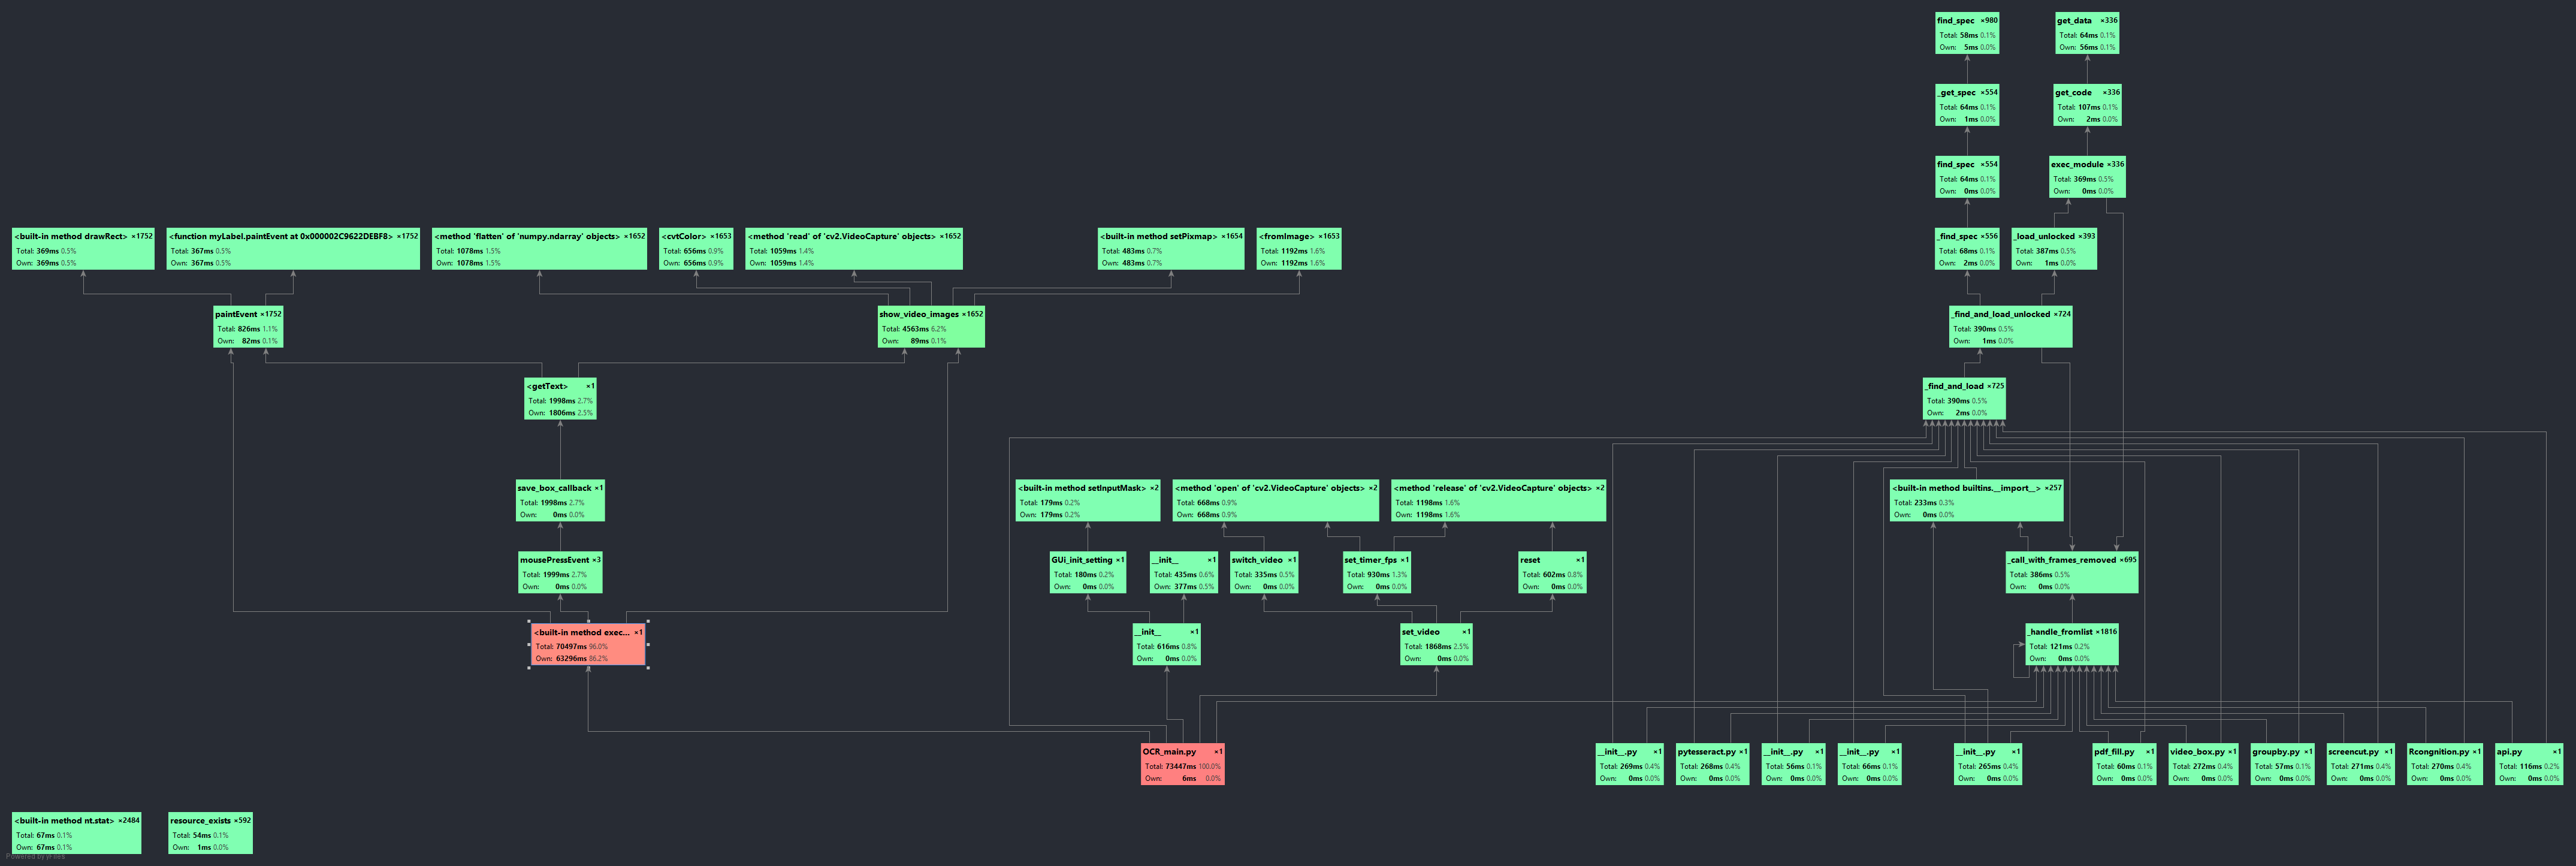 find_spec ×980
Total: 58ms 0.1%
Own: 5ms 0.0%
get_data ×336
Total: 64ms 0.1%
Own: 56ms 0.1%
_get_spec ×554
Total: 64ms 0.1%
Own: 1ms 0.0%
get_code ×336
Total: 107ms 0.1%
Own: 2ms 0.0%
find_spec ×554
Total: 64ms 0.1%
Own: 0ms 0.0%
exec_module ×336
Total: 369ms 0.5%
Own: 0ms 0.0%
<built-in method drawRect> ×1752
Total: 369ms 0.5%
Own: 369ms 0.5%
<function myLabel.paintEvent at 0x000002C9622DEBF8> ×1752
Total: 367ms 0.5%
Own: 367ms 0.5%
<method 'flatten' of 'numpy.ndarray' objects> ×1652
Total: 1078ms 1.5%
Own: 1078ms 1.5%
<cvtColor> ×1653
Total: 656ms 0.9%
Own: 656ms 0.9%
<method 'read' of 'cv2.VideoCapture' objects> ×1652
Total: 1059ms 1.4%
Own: 1059ms 1.4%
<built-in method setPixmap> ×1654
Total: 483ms 0.7%
Own: 483ms 0.7%
<fromImage> ×1653
Total: 1192ms 1.6%
Own: 1192ms 1.6%
_find_spec ×556
Total: 68ms 0.1%
Own: 2ms 0.0%
_load_unlocked ×393
Total: 387ms 0.5%
Own: 1ms 0.0%
paintEvent ×1752
Total: 826ms 1.1%
Own: 82ms 0.1%
show_video_images ×1652
Total: 4563ms 6.2%
Own: 89ms 0.1%
_find_and_load_unlocked ×724
Total: 390ms 0.5%
Own: 1ms 0.0%
<getText> ×1
Total: 1998ms 2.7%
Own: 1806ms 2.5%
_find_and_load ×725
Total: 390ms 0.5%
Own: 2ms 0.0%
save_box_callback ×1
Total: 1998ms 2.7%
Own: 0ms 0.0%
<built-in method setInputMask> ×2
Total: 179ms 0.2%
Own: 179ms 0.2%
<method 'open' of 'cv2.VideoCapture' objects> ×2
Total: 668ms 0.9%
Own: 668ms 0.9%
<method 'release' of 'cv2.VideoCapture' objects> ×2
Total: 1198ms 1.6%
Own: 1198ms 1.6%
<built-in method builtins.__import__> ×257
Total: 233ms 0.3%
Own: 0ms 0.0%
mousePressEvent ×3
Total: 1999ms 2.7%
Own: 0ms 0.0%
GUi_init_setting ×1
Total: 180ms 0.2%
Own: 0ms 0.0%
__init__ ×1
Total: 435ms 0.6%
Own: 377ms 0.5%
switch_video ×1
Total: 335ms 0.5%
Own: 0ms 0.0%
set_timer_fps ×1
Total: 930ms 1.3%
Own: 0ms 0.0%
reset ×1
Total: 602ms 0.8%
Own: 0ms 0.0%
_call_with_frames_removed ×695
Total: 386ms 0.5%
Own: 0ms 0.0%
<built-in method exec... ×1
Total: 70497ms 96.0%
Own: 63296ms 86.2%
__init__ ×1
Total: 616ms 0.8%
Own: 0ms 0.0%
set_video ×1
Total: 1868ms 2.5%
Own: 0ms 0.0%
_handle_fromlist ×1816
Total: 121ms 0.2%
Own: 0ms 0.0%
OCR_main.py ×1
Total: 73447ms 100.0%
Own: 6ms 0.0%
__init__.py ×1
Total: 269ms 0.4%
Own: 0ms 0.0%
pytesseract.py ×1
Total: 268ms 0.4%
Own: 0ms 0.0%
__init__.py ×1
Total: 56ms 0.1%
Own: 0ms 0.0%
__init__.py ×1
Total: 66ms 0.1%
Own: 0ms 0.0%
__init__.py ×1
Total: 265ms 0.4%
Own: 0ms 0.0%
pdf_fill.py ×1
Total: 60ms 0.1%
Own: 0ms 0.0%
video_box.py ×1
Total: 272ms 0.4%
Own: 0ms 0.0%
groupby.py ×1
Total: 57ms 0.1%
Own: 0ms 0.0%
screencut.py ×1
Total: 271ms 0.4%
Own: 0ms 0.0%
Rcongnition.py ×1
Total: 270ms 0.4%
Own: 0ms 0.0%
api.py ×1
Total: 116ms 0.2%
Own: 0ms 0.0%
<built-in method nt.stat> ×2484
Total: 67ms 0.1%
Own: 67ms 0.1%
resource_exists ×592
Total: 54ms 0.1%
Own: 1ms 0.0%
Powered by yFiles